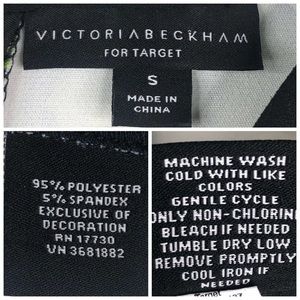 VICTORIABECKHAM
FOR TARGET
S
MADE IN
CHINA
95% POLYESTER
5% SPANDEX
EXCLUSIVE OF
DECORATION
RN 17730
VN 3681882
MACHINE WASH
COLD WITH LIKE
COLORS
GENTLE CYCLE
ONLY NON-CHLORIN
BLEACH IF NEEDED
TUMBLE DRY LOW
REMOVE PROMPTLY
COOL IRON IF
NEEDED